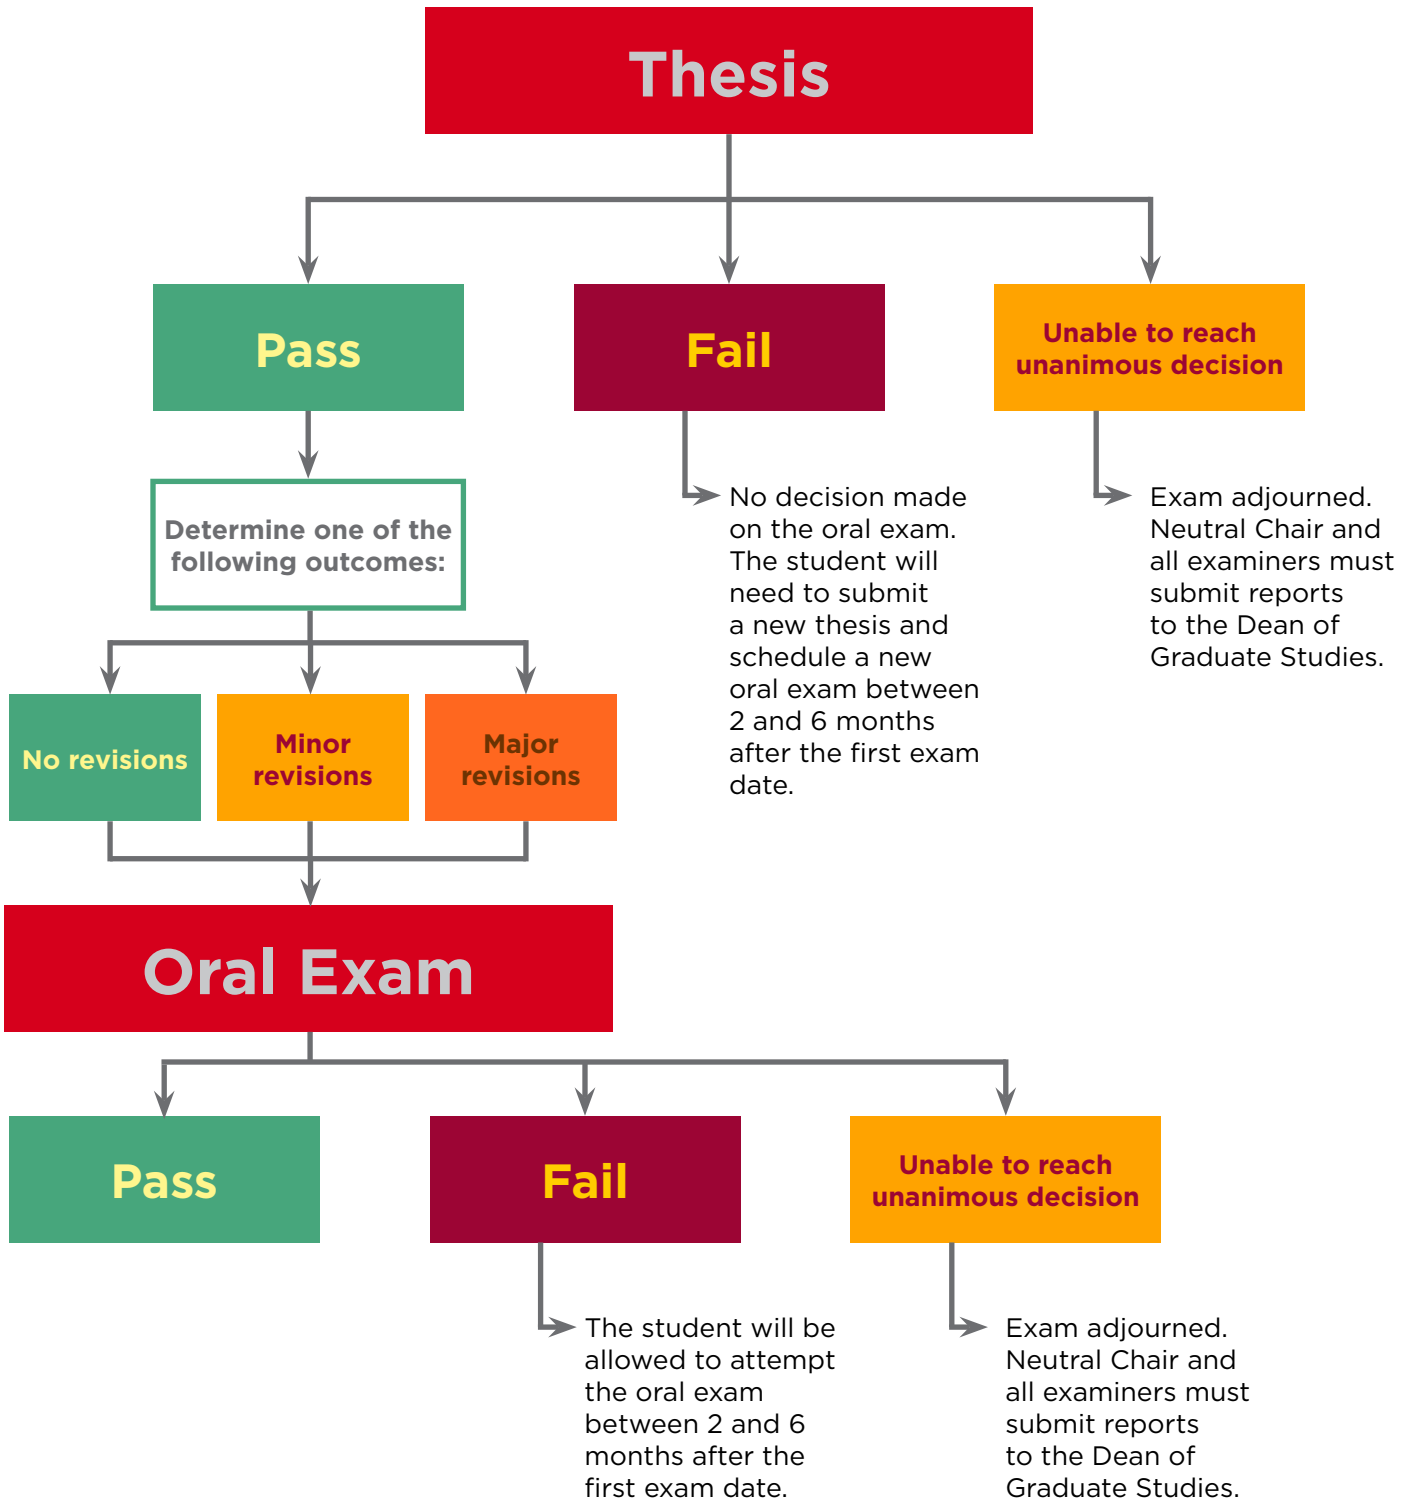 Thesis
Pass
Fail
Unable to reach
unanimous decision
Determine one of the
following outcomes:
No decision made
on the oral exam.
The student will
need to submit
a new thesis and
schedule a new
oral exam between
2 and 6 months
after the first exam
date.
Exam adjourned.
Neutral Chair and
all examiners must
submit reports
to the Dean of
Graduate Studies.
No revisions
Minor
revisions
Major
revisions
Oral Exam
Pass
Fail
Unable to reach
unanimous decision
The student will be
allowed to attempt
the oral exam
between 2 and 6
months after the
first exam date.
Exam adjourned.
Neutral Chair and
all examiners must
submit reports
to the Dean of
Graduate Studies.